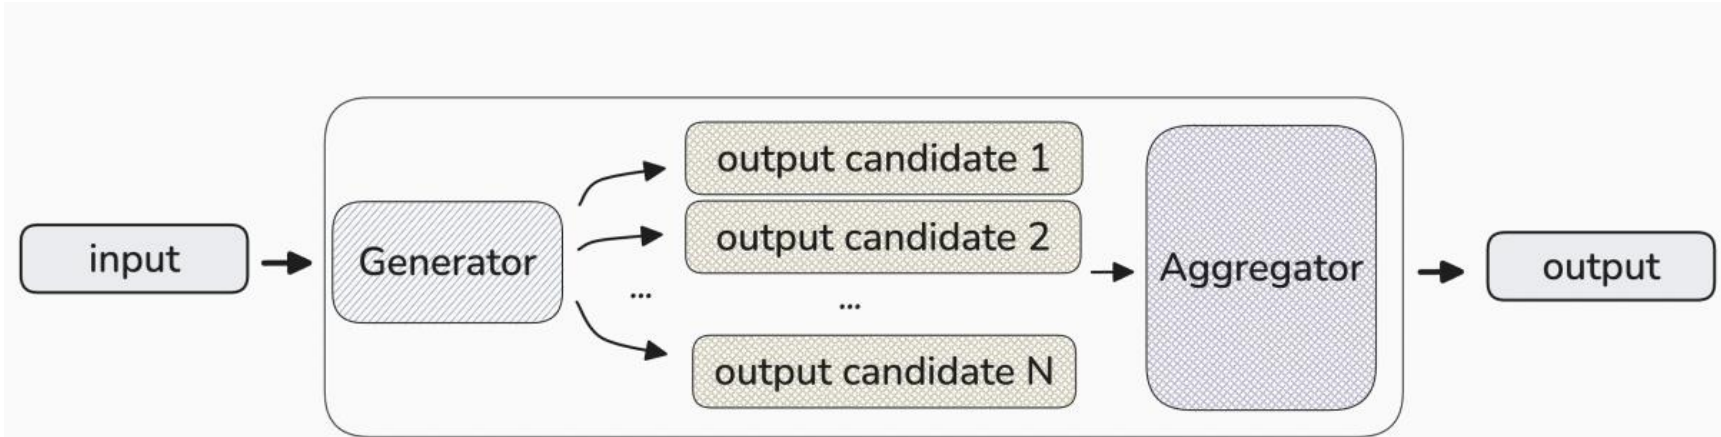 input
Generator
...
output candidate 1
output candidate 2
...
output candidate N
Aggregator
output